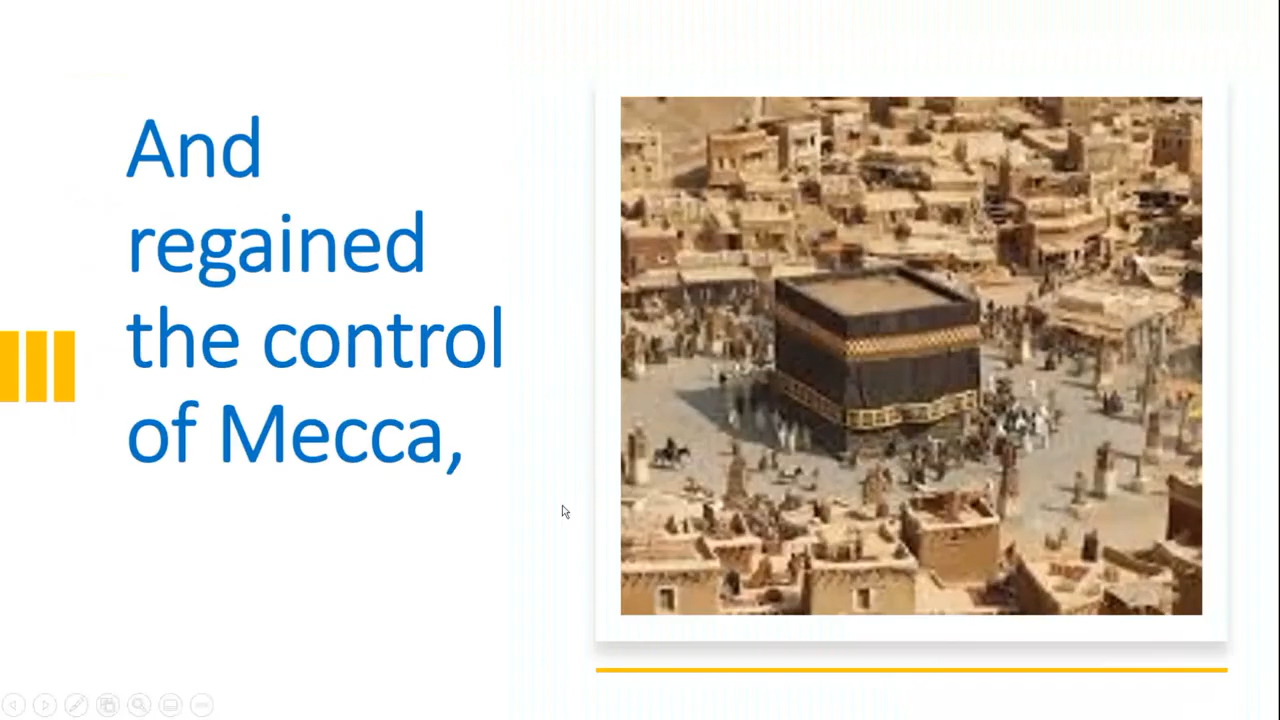 And
regained
the control
of Mecca,